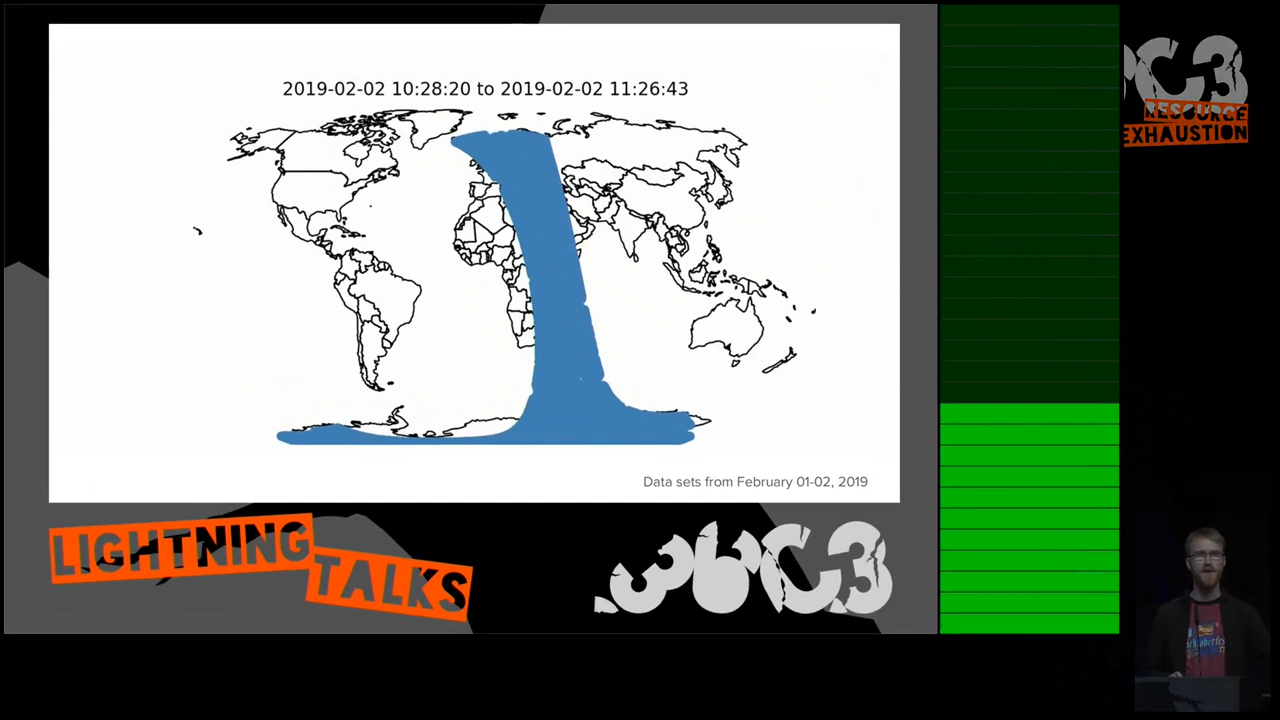 2019-02-02 10:28:20 to 2019-02-02 11:26:43
Data sets from February 01-02, 2019
LIGHTNING
TALKS
36C3
C3
RESOURCE
EXHAUSTION